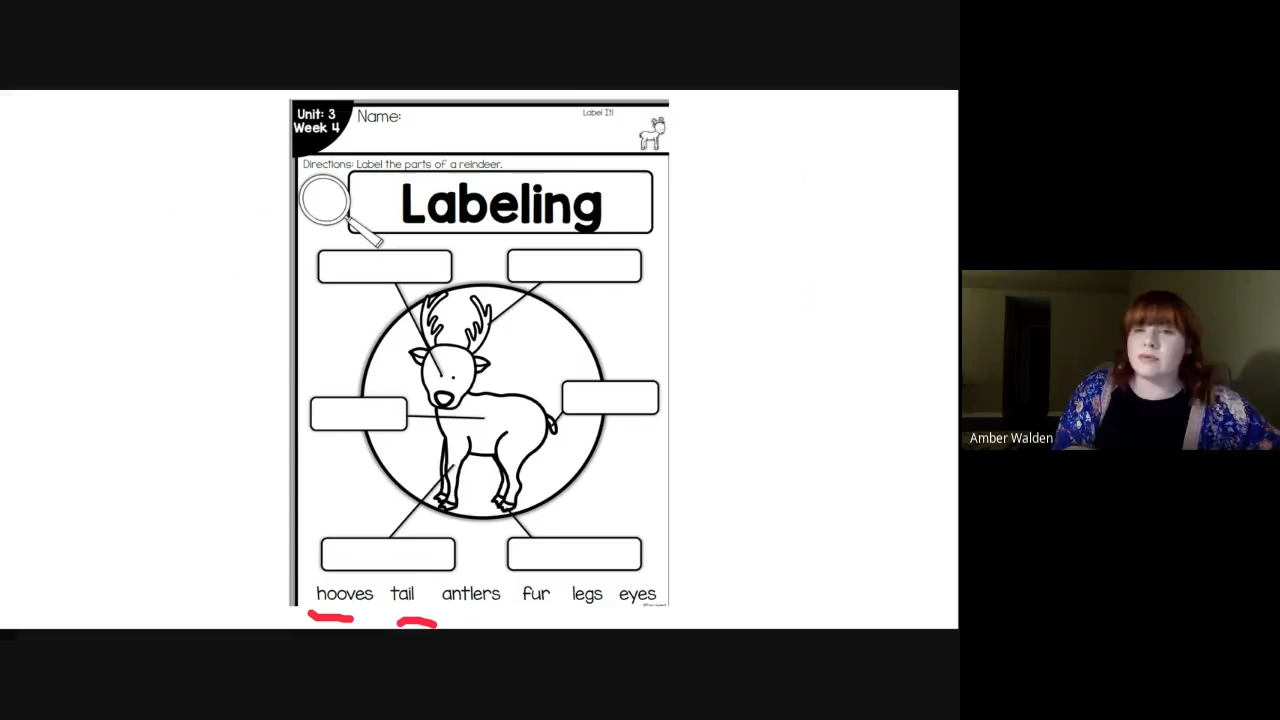 Unit: 3
Week 4
Name:
Label It!
Directions: Label the parts of a reindeer.
Labeling
hooves tail antlers fur legs eyes
Amber Walden